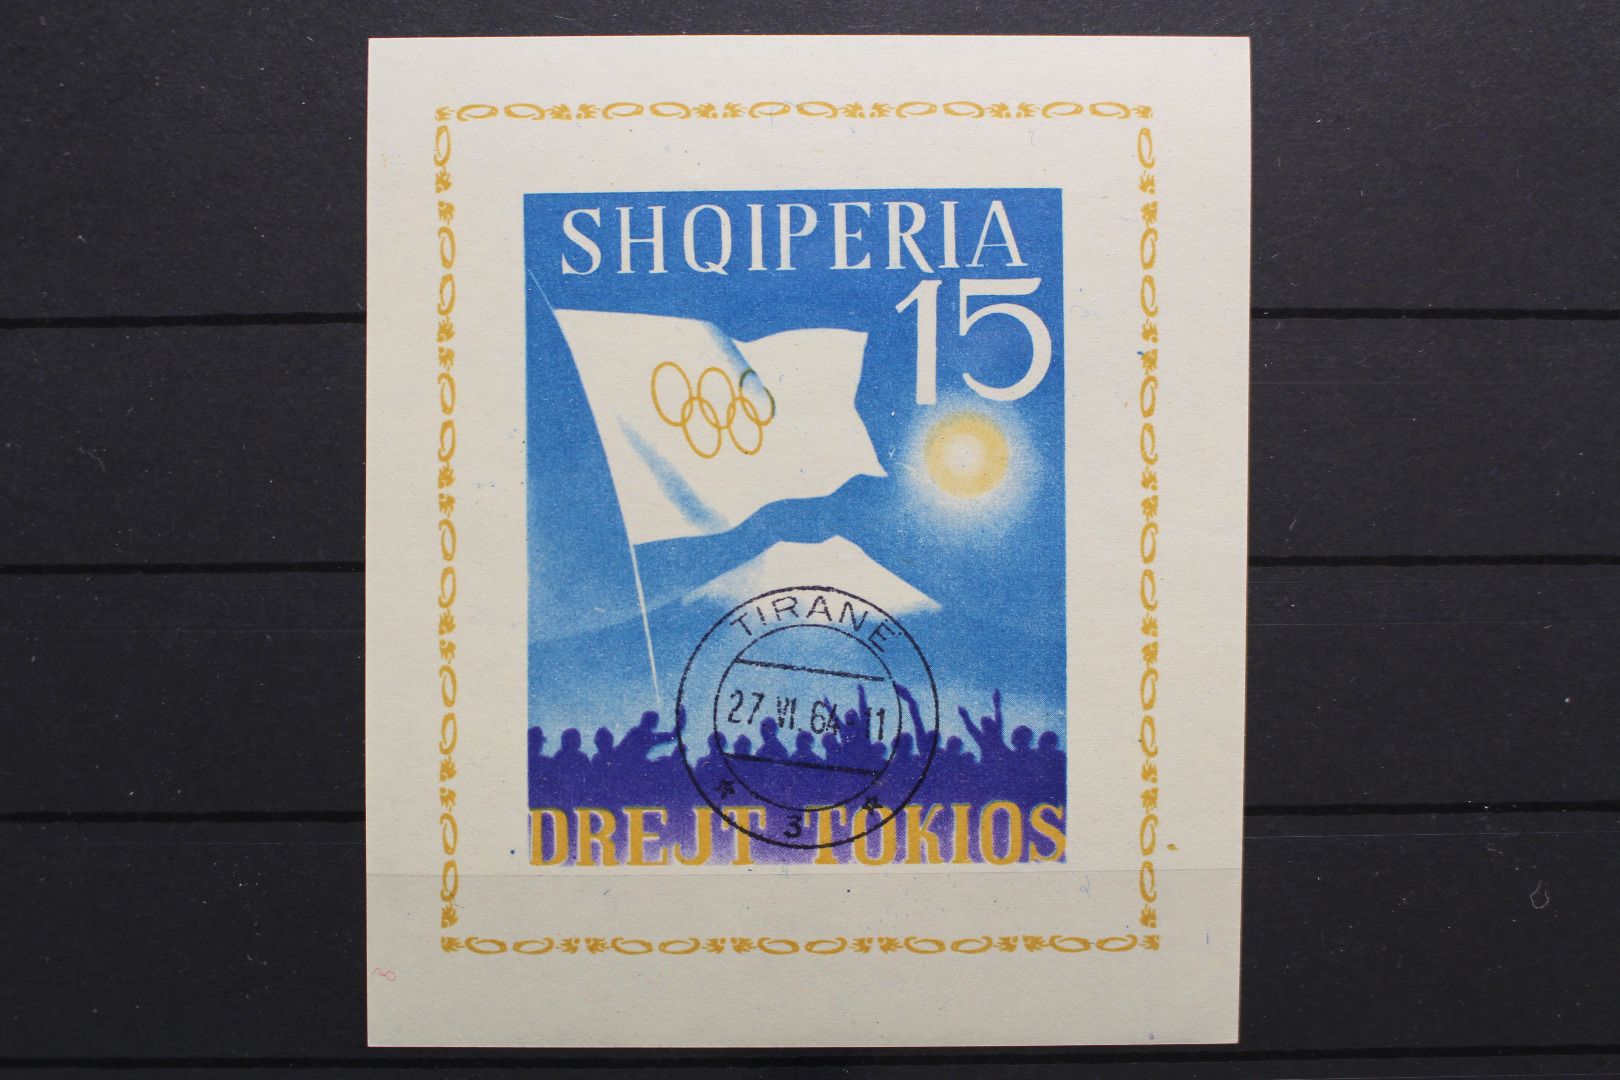 SHQIPERIA
15
TIRANË
27 VI. 64-11
3
DREJT TOKIOS